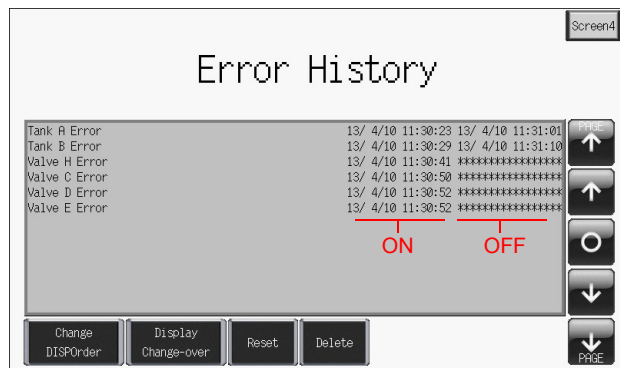 Screen4
Error History
Tank A Error 13/ 4/10 11:30:23 13/ 4/10 11:31:01
Tank B Error 13/ 4/10 11:30:29 13/ 4/10 11:31:10
Valve H Error 13/ 4/10 11:30:41 *****************
Valve C Error 13/ 4/10 11:30:50 *****************
Valve D Error 13/ 4/10 11:30:52 *****************
Valve E Error 13/ 4/10 11:30:52 *****************
ON OFF
PAGE
Change DISPOrder
Display Change-over
Reset
Delete
PAGE